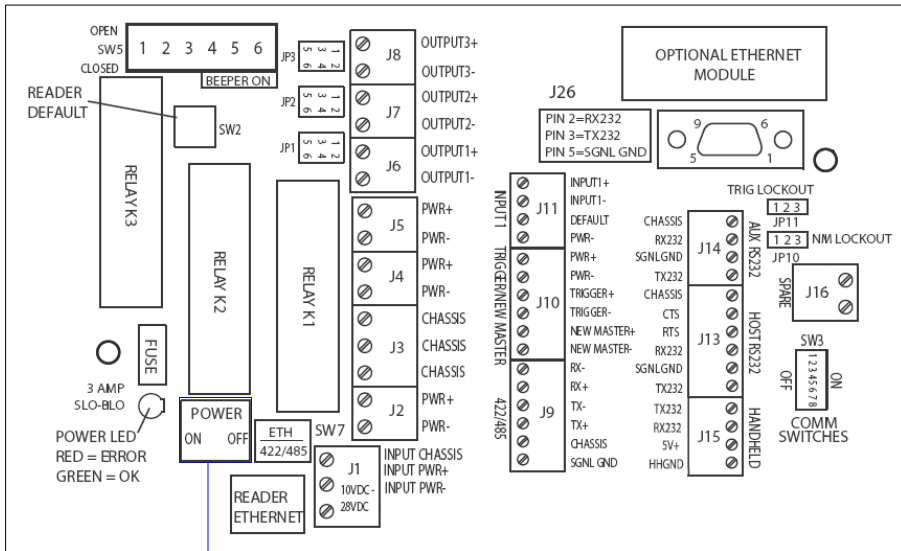 OPEN
SW5
CLOSED
1 2 3 4 5 6
BEEPER ON
READER
DEFAULT
SW2
RELAY K3
RELAY K2
RELAY K1
JP3
1 3 5
2 4 6
JP2
1 3 5
2 4 6
JP1
1 3 5
2 4 6
J8
OUTPUT3+
OUTPUT3-
J7
OUTPUT2+
OUTPUT2-
J6
OUTPUT1+
OUTPUT1-
J5
PWR+
PWR-
J4
PWR+
PWR-
J3
CHASSIS
CHASSIS
CHASSIS
J2
PWR+
PWR-
FUSE
3 AMP
SLO-BLO
POWER LED
RED = ERROR
GREEN = OK
POWER
ON OFF
ETH
422/485
SW7
READER
ETHERNET
J1
10VDC-
28VDC
INPUT CHASSIS
INPUT PWR+
INPUT PWR-
OPTIONAL ETHERNET
MODULE
J26
PIN 2=RX232
PIN 3=TX232
PIN 5=SGNL GND
9 6
5 1
INPUT1
J11
INPUT1+
INPUT1-
DEFAULT
PWR-
TRIGGER/NEW MASTER
J10
PWR+
PWR-
TRIGGER+
TRIGGER-
NEW MASTER+
NEW MASTER-
422/485
J9
RX-
RX+
TX-
TX+
CHASSIS
SGNL GND
CHASSIS
RX232
SGNLGND
TX232
J14
AUX RS232
CHASSIS
CTS
RTS
RX232
SGNLGND
TX232
J13
HOST RS232
TX232
RX232
5V+
HHGND
J15
HANDHELD
TRIG LOCKOUT
1 2 3
JP11
1 2 3
N/M LOCKOUT
JP10
SPARE
J16
SW3
OFF
12345678
ON
COMM
SWITCHES